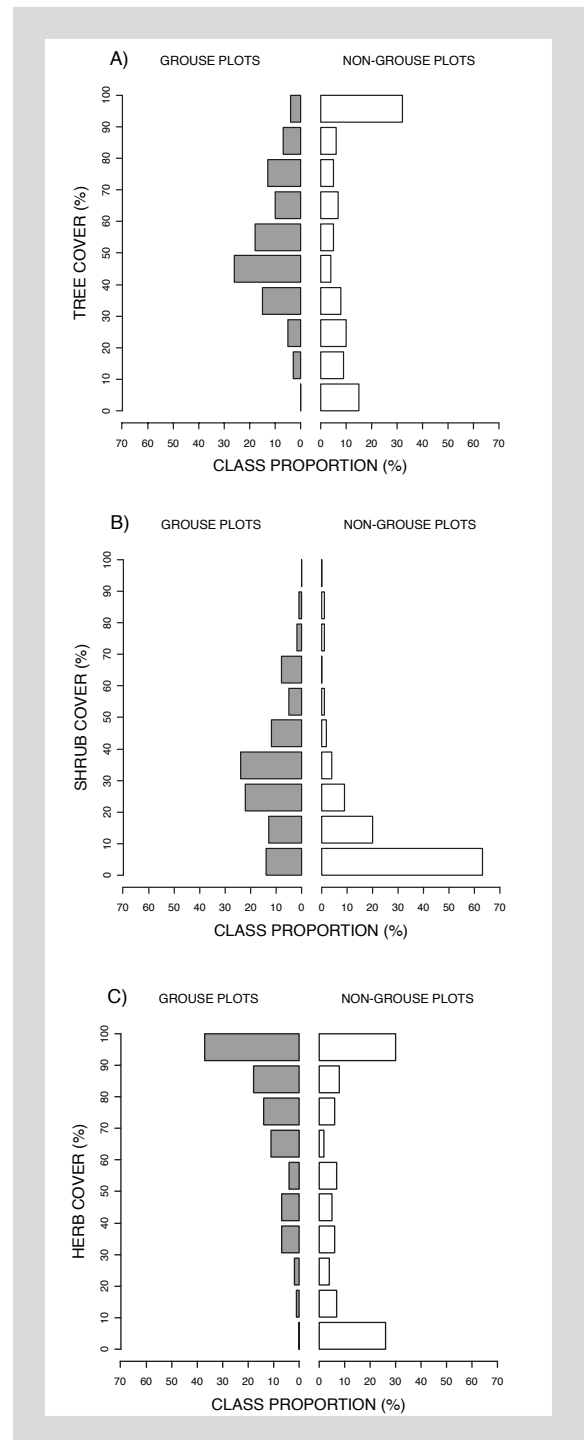 A) GROUSE PLOTS NON-GROUSE PLOTS
TREE COVER (%)
100
90
80
70
60
50
40
30
20
10
0
70 60 50 40 30 20 10 0 0 10 20 30 40 50 60 70
CLASS PROPORTION (%)
B) GROUSE PLOTS NON-GROUSE PLOTS
SHRUB COVER (%)
100
90
80
70
60
50
40
30
20
10
0
70 60 50 40 30 20 10 0 0 10 20 30 40 50 60 70
CLASS PROPORTION (%)
C) GROUSE PLOTS NON-GROUSE PLOTS
HERB COVER (%)
100
90
80
70
60
50
40
30
20
10
0
70 60 50 40 30 20 10 0 0 10 20 30 40 50 60 70
CLASS PROPORTION (%)